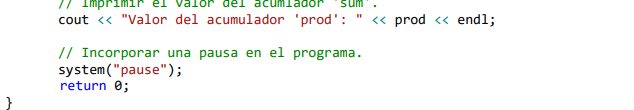 // Imprimir el valor del acumlador 'sum'.
cout << "Valor del acumulador 'prod': " << prod << endl;
// Incorporar una pausa en el programa.
system("pause");
return 0;
}